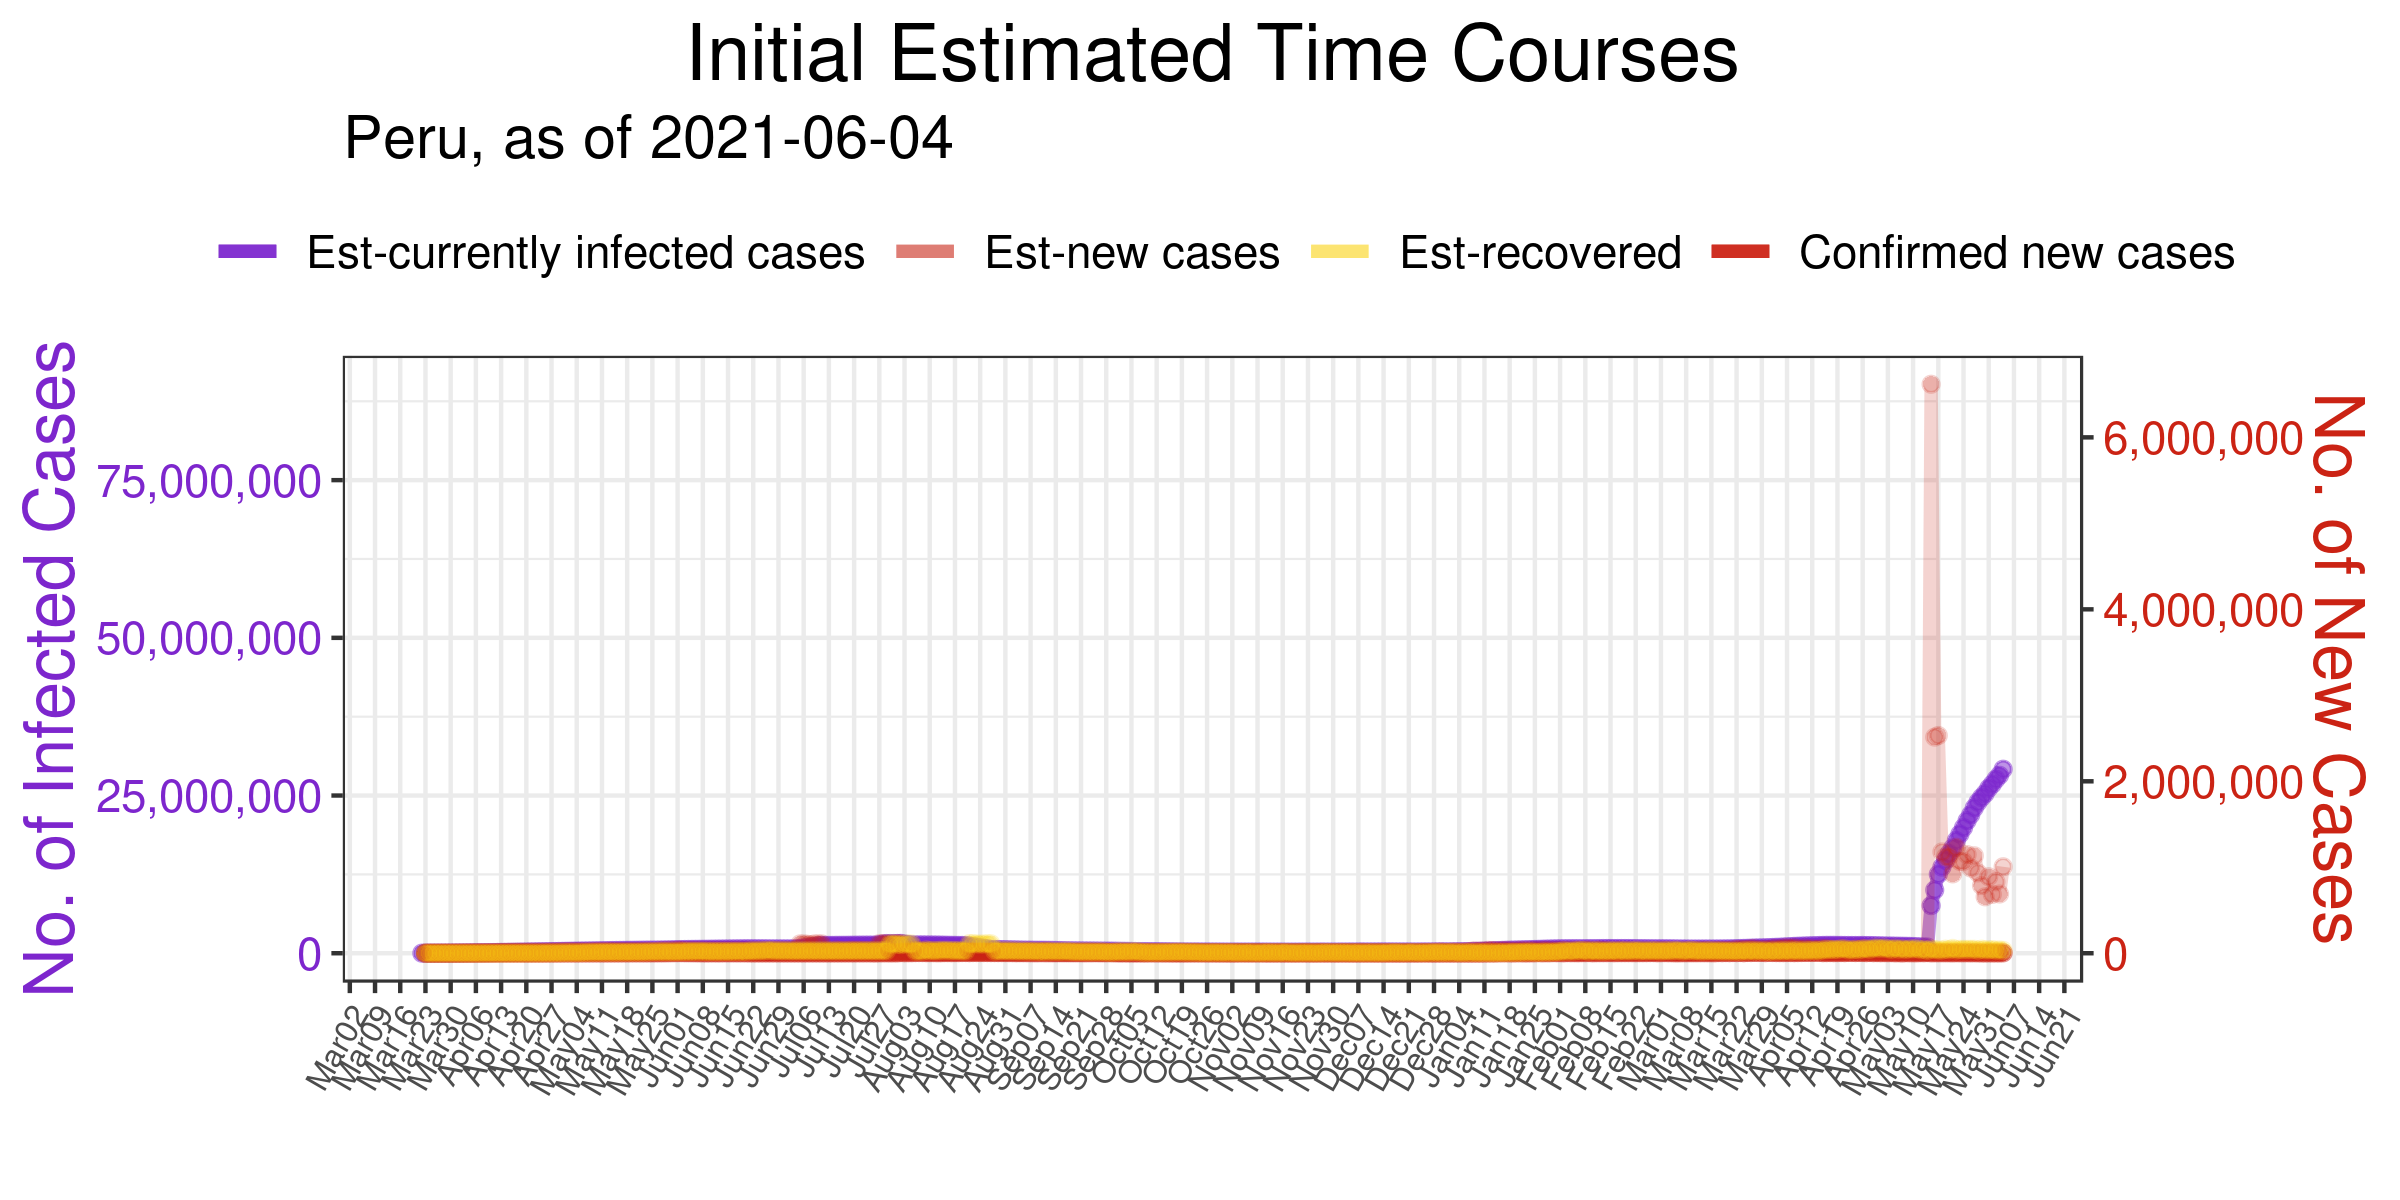 Initial Estimated Time Courses
Peru, as of 2021-06-04
Est-currently infected cases Est-new cases Est-recovered Confirmed new cases
No. of Infected Cases
75,000,000
50,000,000
25,000,000
0
6,000,000
4,000,000
2,000,000
0
No. of New Cases
Mar02 Mar09 Mar16 Mar23 Mar30 Apr06 Apr13 Apr20 Apr27 May04 May11 May18 May25 Jun01 Jun08 Jun15 Jun22 Jun29 Jul06 Jul13 Jul20 Jul27 Aug03 Aug10 Aug17 Aug24 Aug31 Sep07 Sep14 Sep21 Sep28 Oct05 Oct12 Oct19 Oct26 Nov02 Nov09 Nov16 Nov23 Nov30 Dec07 Dec14 Dec21 Dec28 Jan04 Jan11 Jan18 Jan25 Feb01 Feb08 Feb15 Feb22 Mar01 Mar08 Mar15 Mar22 Mar29 Apr05 Apr12 Apr19 Apr26 May03 May10 May17 May24 May31 Jun07 Jun14 Jun21